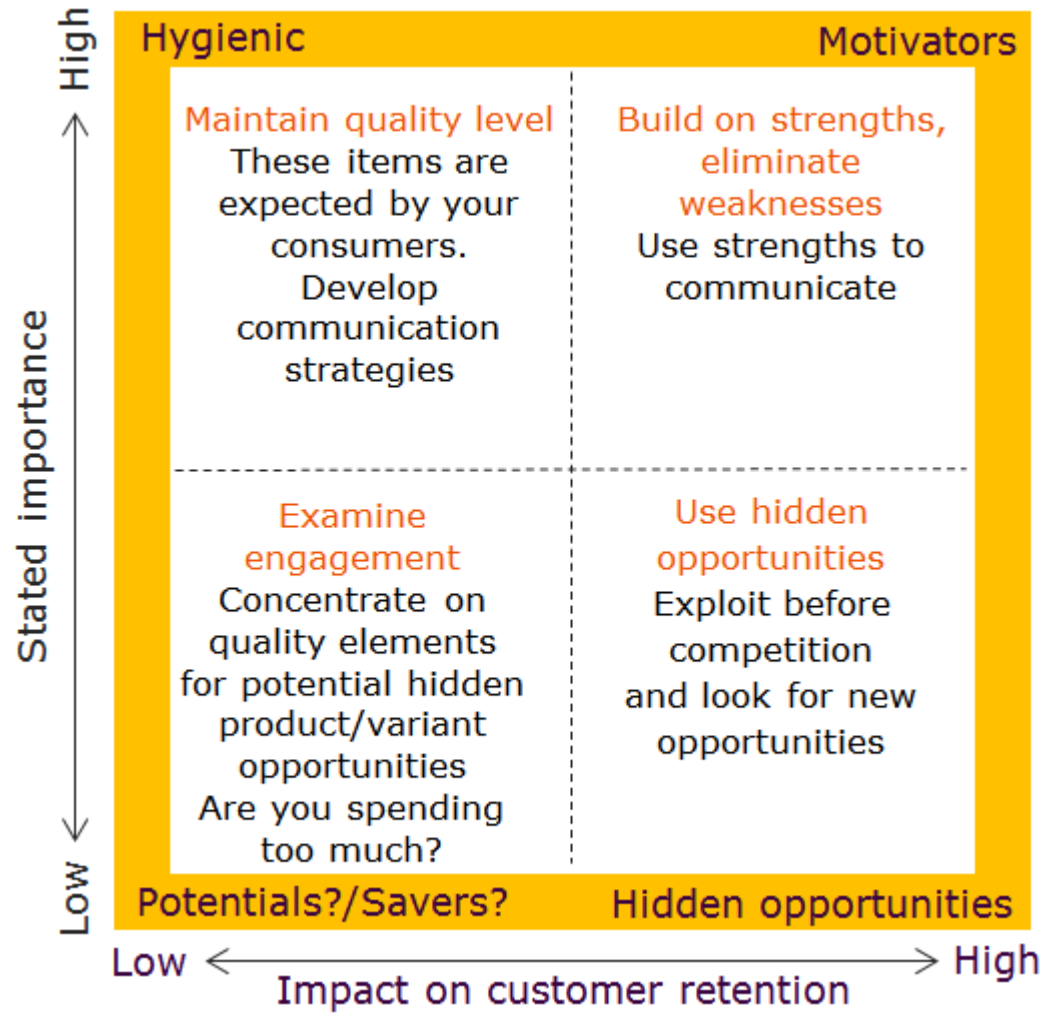 High
Stated importance
Low
Hygienic
Motivators
Maintain quality level
These items are
expected by your
consumers.
Develop
communication
strategies
Build on strengths,
eliminate
weaknesses
Use strengths to
communicate
Examine
engagement
Concentrate on
quality elements
for potential hidden
product/variant
opportunities
Are you spending
too much?
Use hidden
opportunities
Exploit before
competition
and look for new
opportunities
Potentials?/Savers?
Hidden opportunities
Low
High
Impact on customer retention